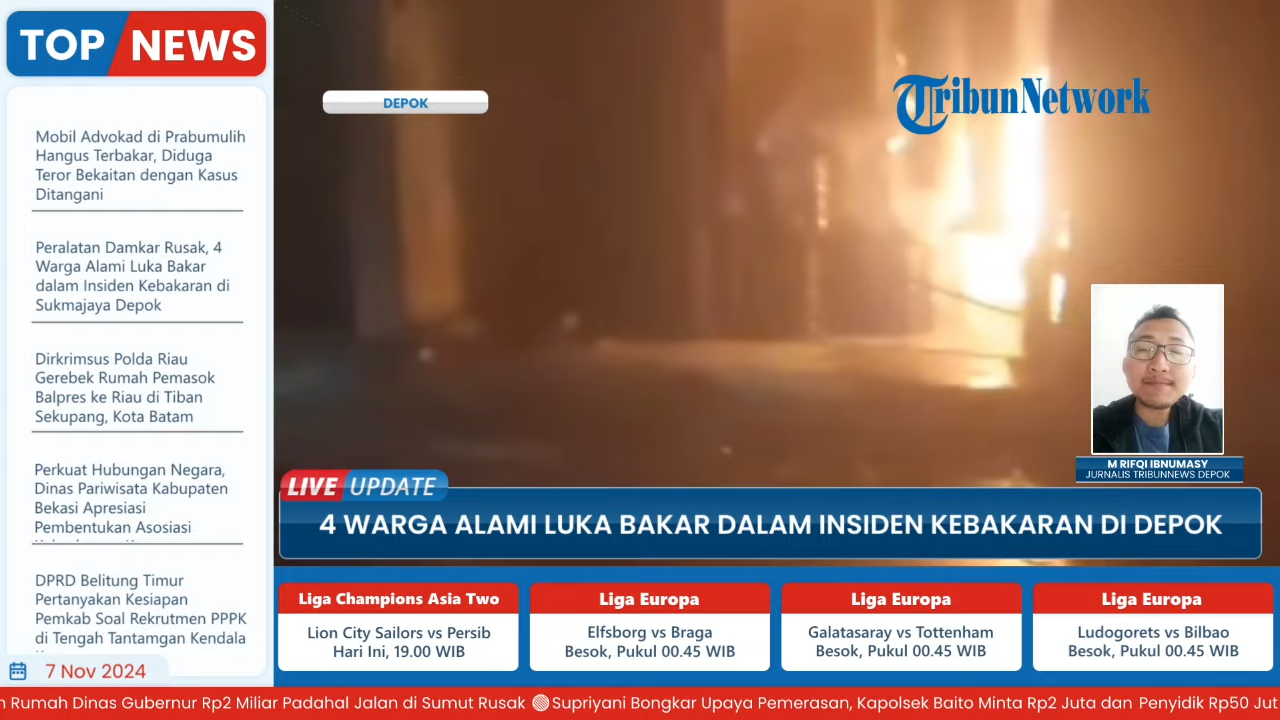 TOP NEWS
Mobil Advokad di Prabumulih
Hangus Terbakar, Diduga
Teror Bekaitan dengan Kasus
Ditangani
Peralatan Damkar Rusak, 4
Warga Alami Luka Bakar
dalam Insiden Kebakaran di
Sukmajaya Depok
Dirkrimsus Polda Riau
Gerebek Rumah Pemasok
Balpres ke Riau di Tiban
Sekupang, Kota Batam
Perkuat Hubungan Negara,
Dinas Pariwisata Kabupaten
Bekasi Apresiasi
Pembentukan Asosiasi
DPRD Belitung Timur
Pertanyakan Kesiapan
Pemkab Soal Rekrutmen PPPK
di Tengah Tantamgan Kendala
7 Nov 2024
DEPOK
TribunNetwork
M RIFQI IBNUMASY
JURNALIS TRIBUNNEWS DEPOK
LIVE UPDATE
4 WARGA ALAMI LUKA BAKAR DALAM INSIDEN KEBAKARAN DI DEPOK
Liga Champions Asia Two
Lion City Sailors vs Persib
Hari Ini, 19.00 WIB
Liga Europa
Elfsborg vs Braga
Besok, Pukul 00.45 WIB
Liga Europa
Galatasaray vs Tottenham
Besok, Pukul 00.45 WIB
Liga Europa
Ludogorets vs Bilbao
Besok, Pukul 00.45 WIB
n Rumah Dinas Gubernur Rp2 Miliar Padahal Jalan di Sumut Rusak Supriyani Bongkar Upaya Pemerasan, Kapolsek Baito Minta Rp2 Juta dan Penyidik Rp50 Jut